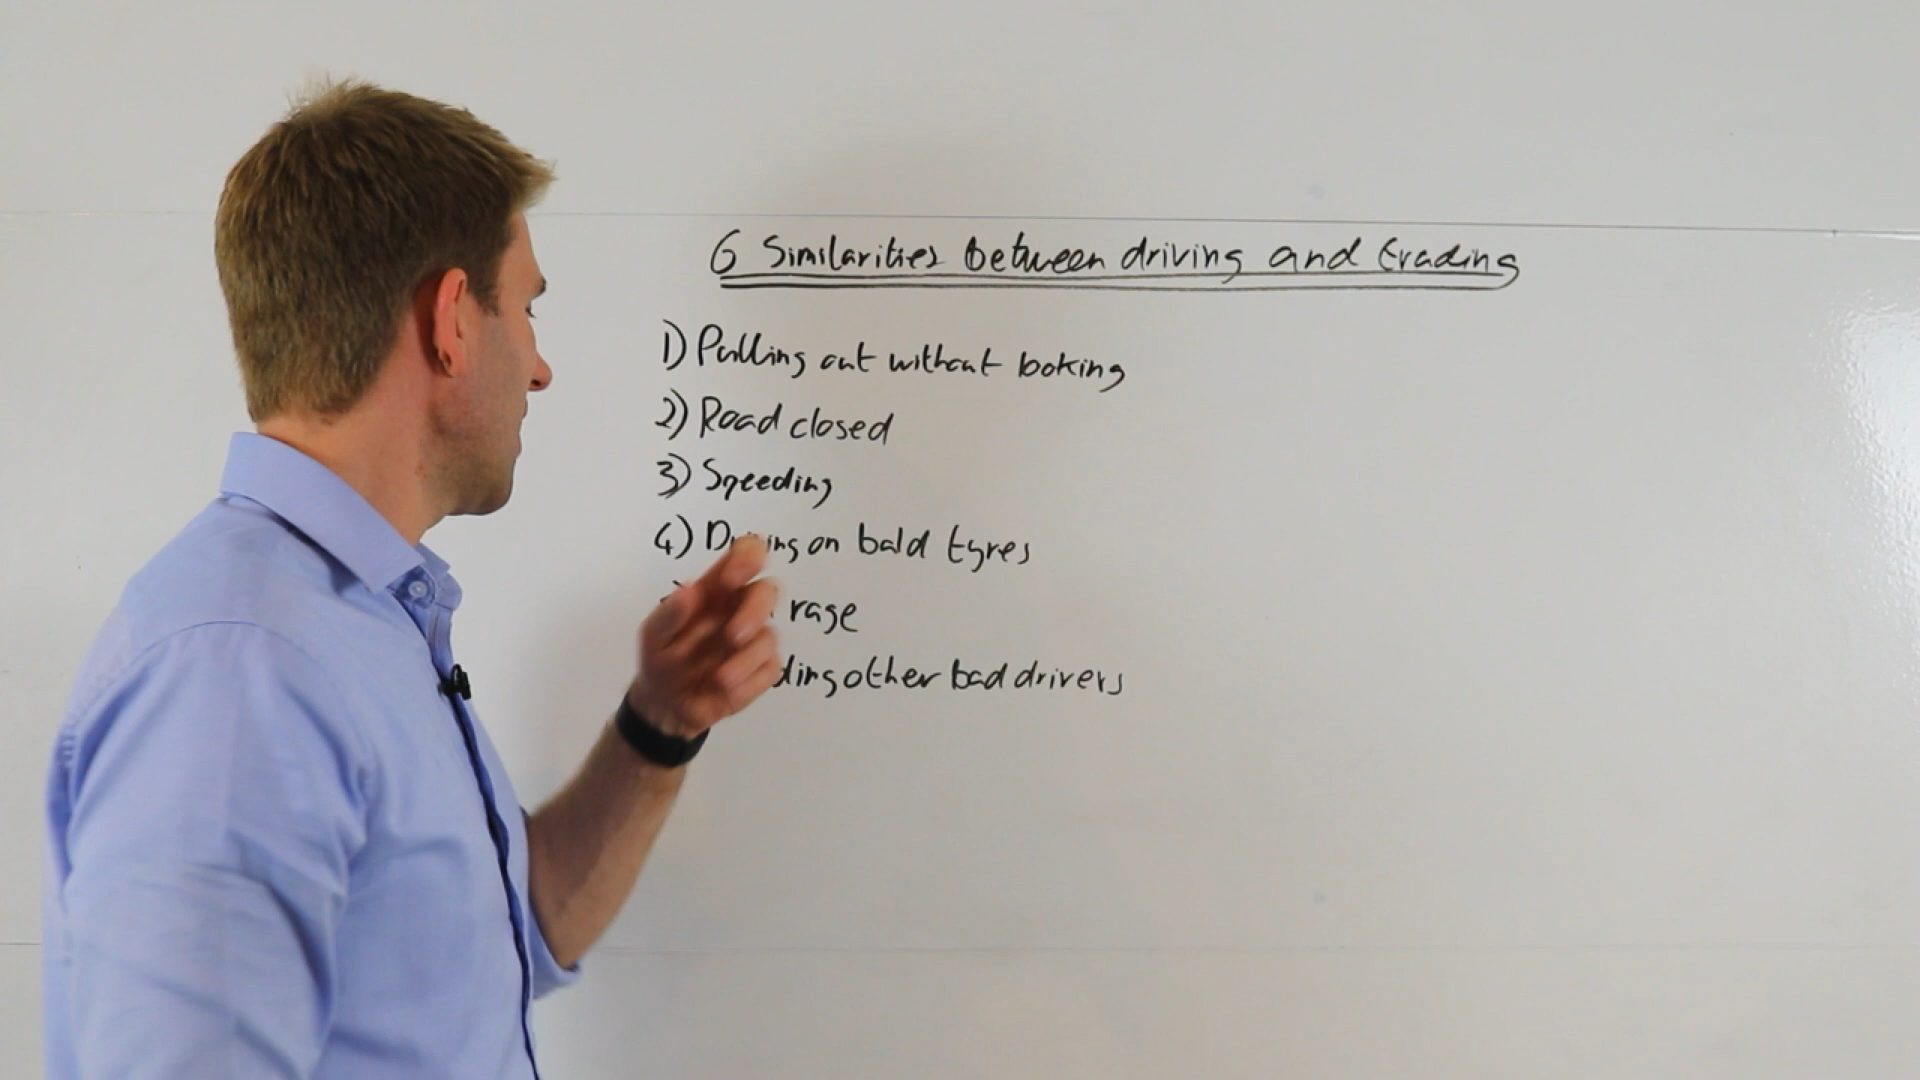 6 Similarities between driving and trading
1) Pulling out without looking
2) Road closed
3) Speeding
4) Driving on bald tyres
rage
other bad drivers